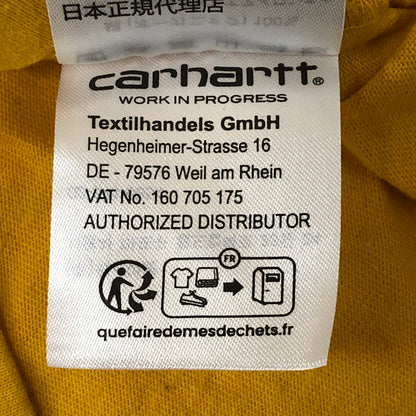 日本正規代理店
carhartt®
WORK IN PROGRESS
Textilhandels GmbH
Hegenheimer-Strasse 16
DE - 79576 Weil am Rhein
VAT No. 160 705 175
AUTHORIZED DISTRIBUTOR
FR
quefairedemesdechets.fr